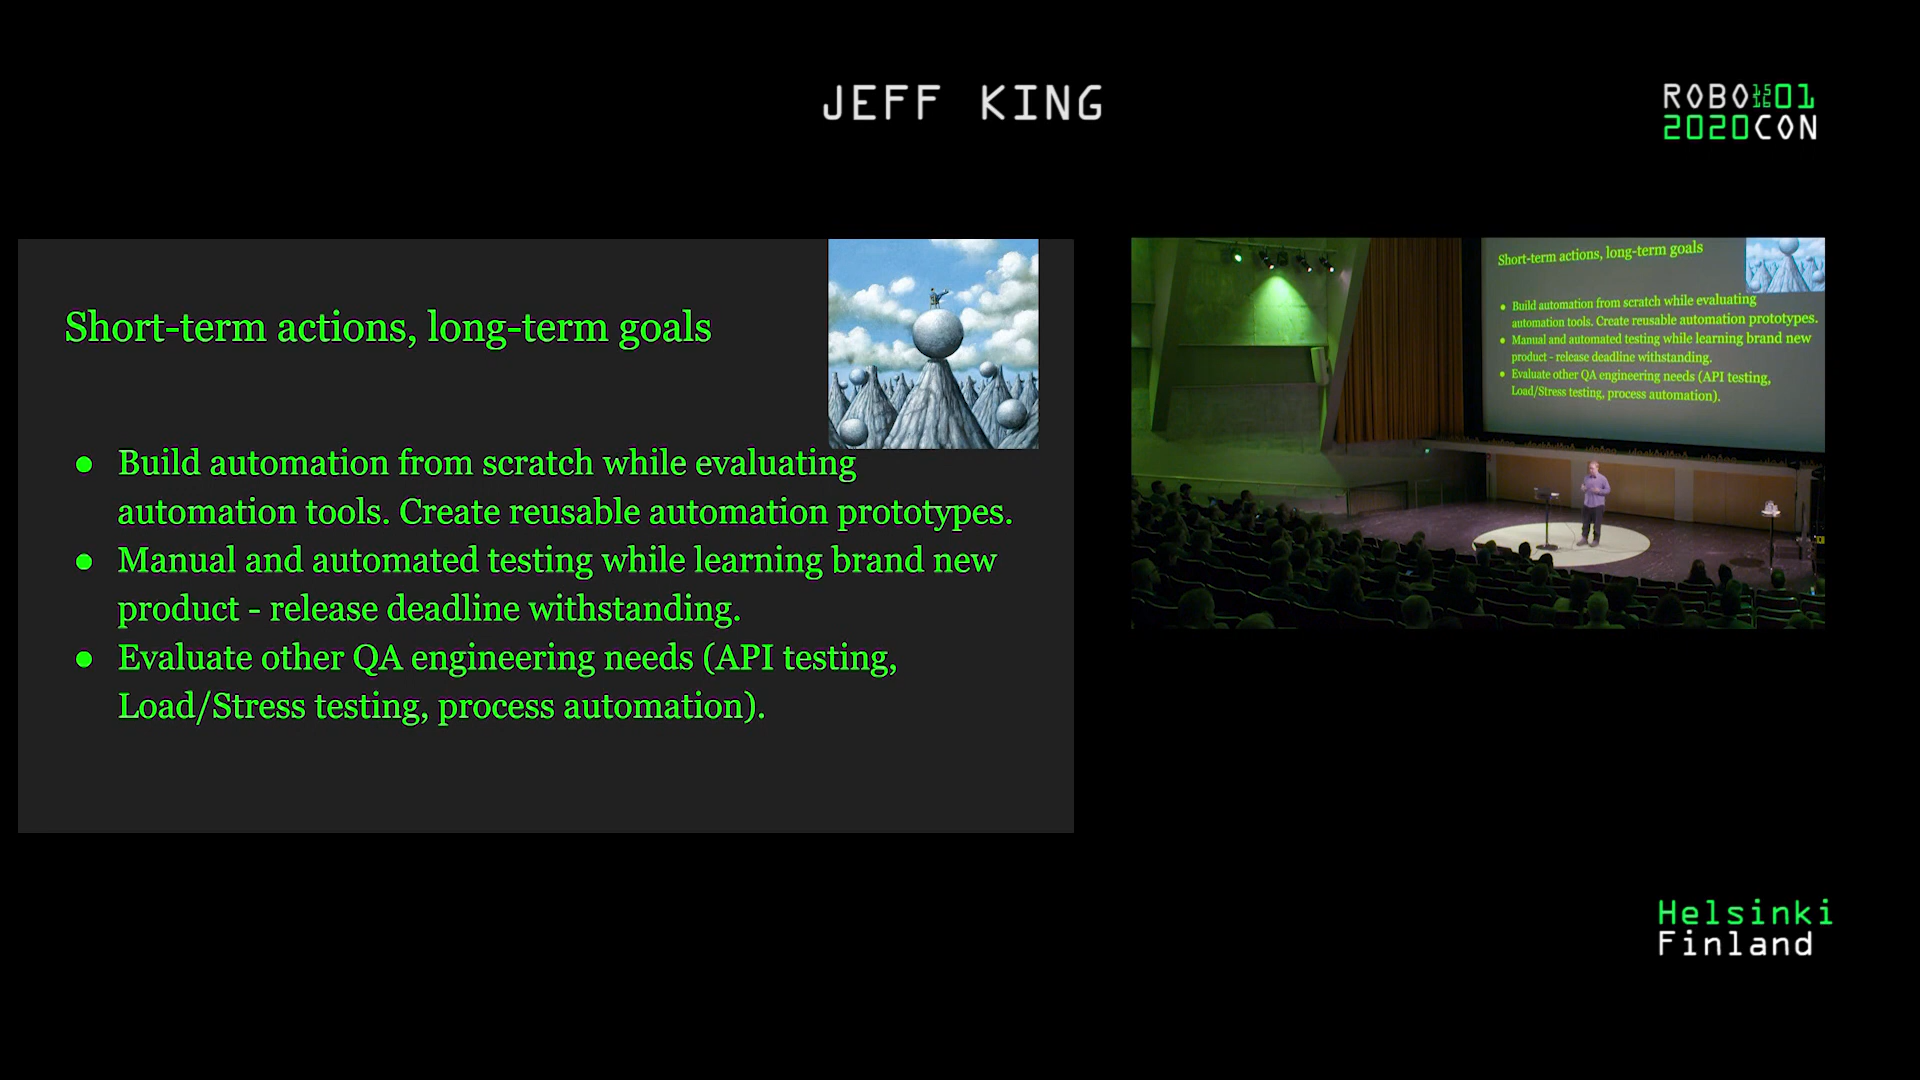 JEFF KING
ROBO 15 16 01
2020CON
Short-term actions, long-term goals
● Build automation from scratch while evaluating
automation tools. Create reusable automation prototypes.
● Manual and automated testing while learning brand new
product - release deadline withstanding.
● Evaluate other QA engineering needs (API testing,
Load/Stress testing, process automation).
Short-term actions, long-term goals
● Build automation from scratch while evaluating
automation tools. Create reusable automation prototypes.
● Manual and automated testing while learning brand new
product - release deadline withstanding.
● Evaluate other QA engineering needs (API testing,
Load/Stress testing, process automation).
Helsinki
Finland